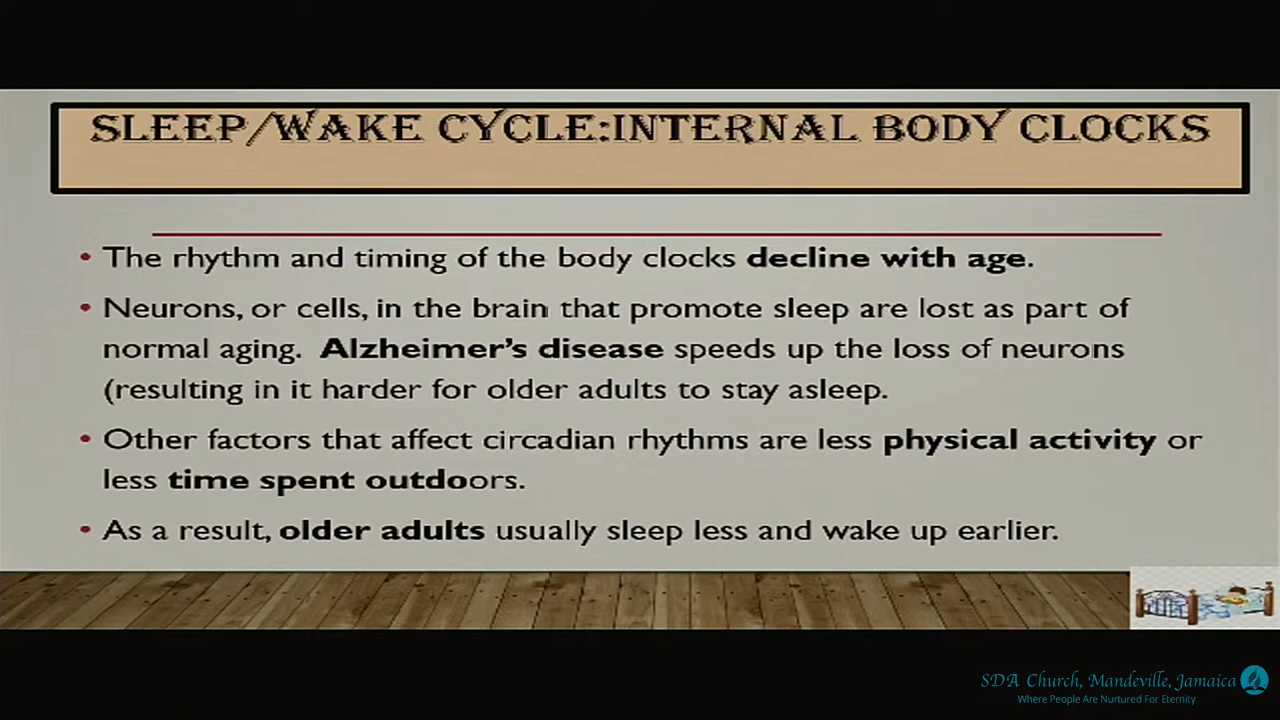 SLEEP/WAKE CYCLE:INTERNAL BODY CLOCKS
• The rhythm and timing of the body clocks decline with age.
• Neurons, or cells, in the brain that promote sleep are lost as part of
normal aging. Alzheimer's disease speeds up the loss of neurons
(resulting in it harder for older adults to stay asleep.
• Other factors that affect circadian rhythms are less physical activity or
less time spent outdoors.
• As a result, older adults usually sleep less and wake up earlier.
SDA Church, Mandeville, Jamaica
Where People Are Nurtured For Eternity